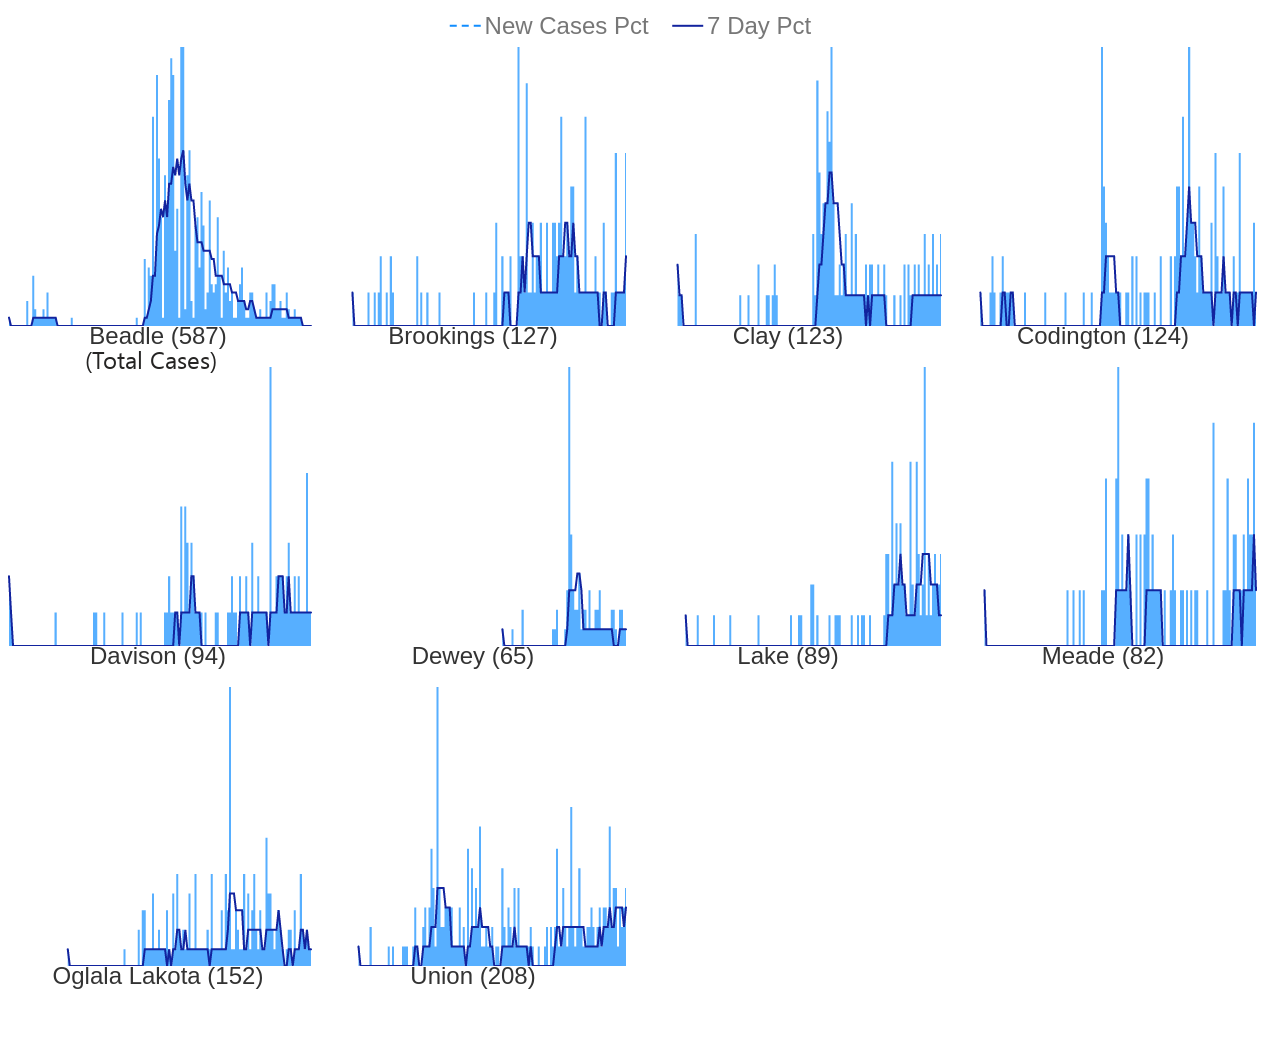 New Cases Pct 7 Day Pct
Beadle (587) Brookings (127) Clay (123) Codington (124)
(Total Cases)
Davison (94) Dewey (65) Lake (89) Meade (82)
Oglala Lakota (152) Union (208)